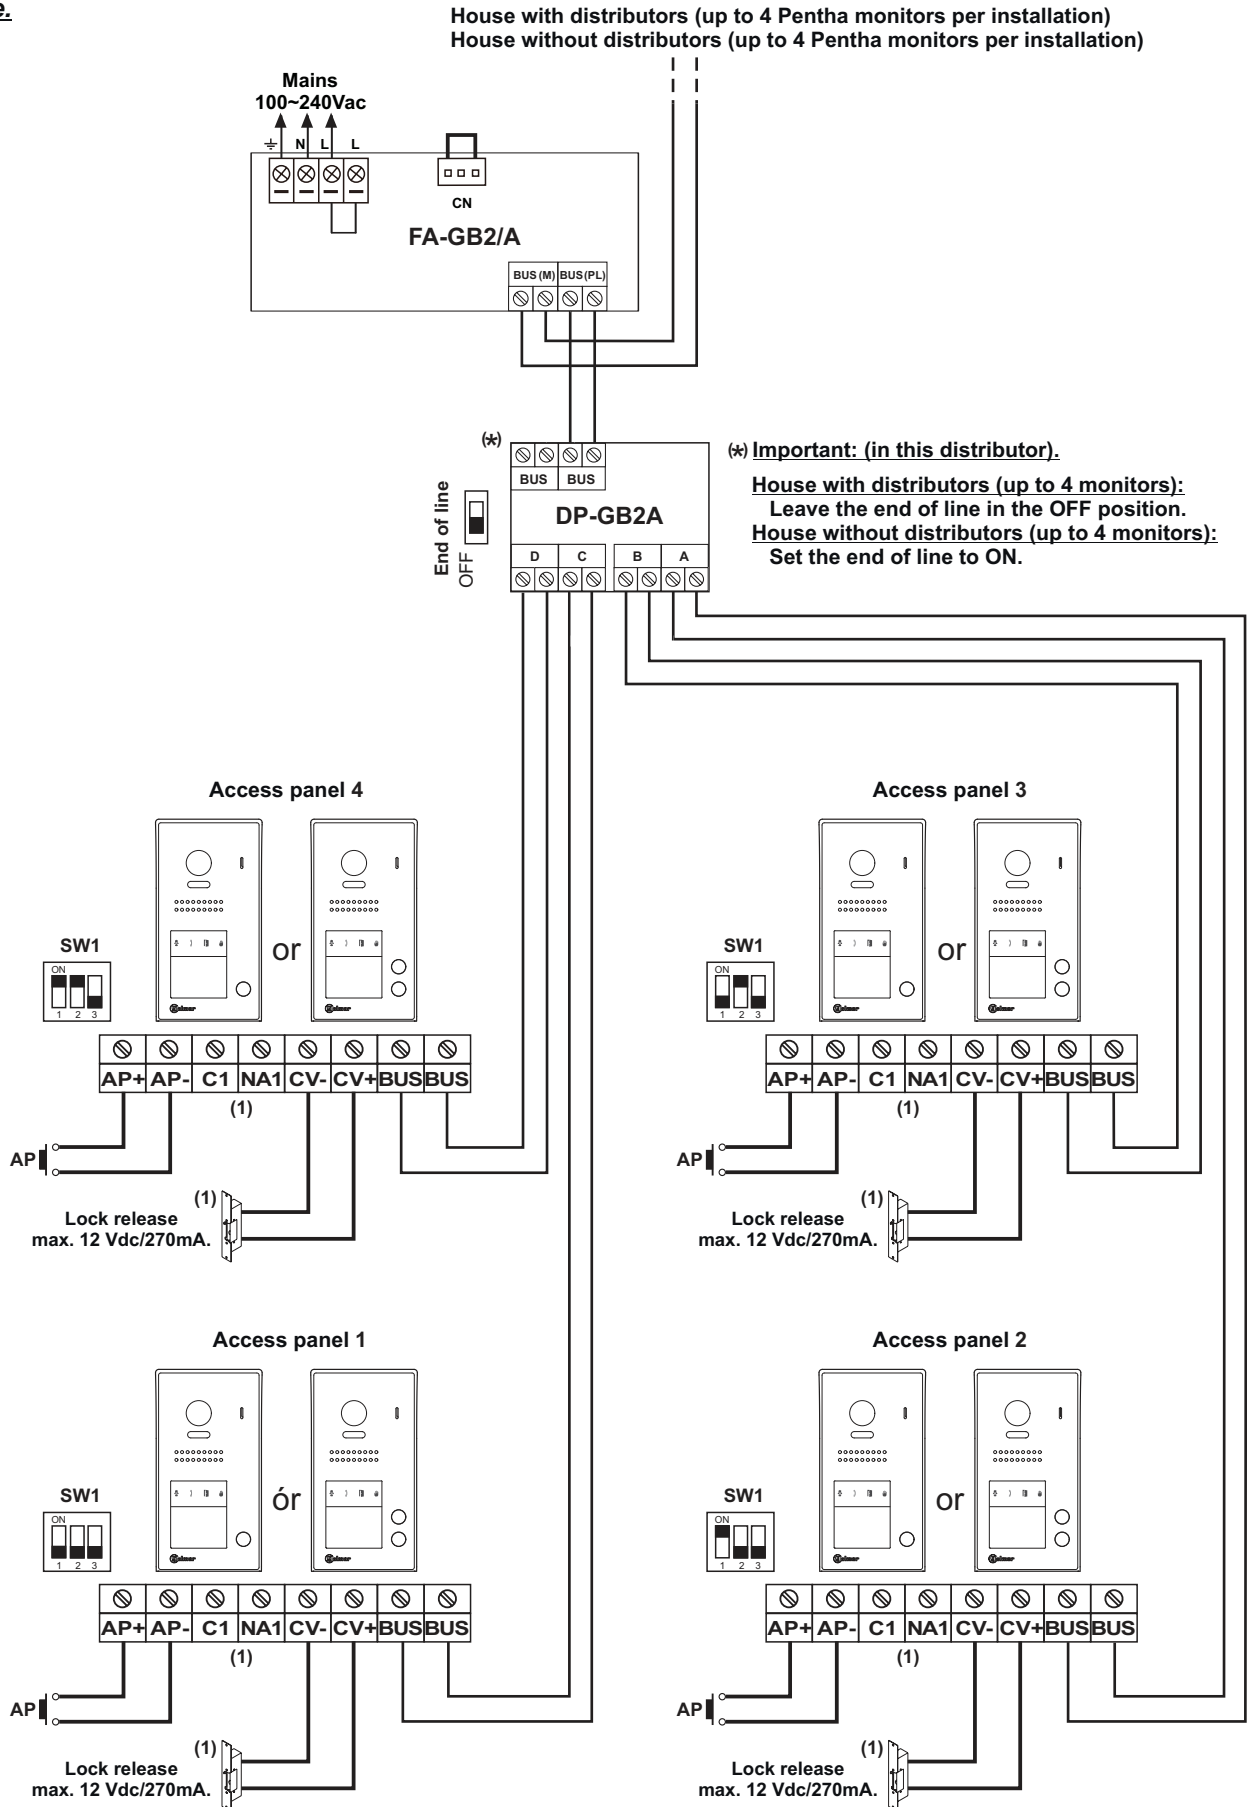 e.
House with distributors (up to 4 Pentha monitors per installation)
House without distributors (up to 4 Pentha monitors per installation)
Mains
100~240Vac
N L L
CN
FA-GB2/A
BUS (M) BUS (PL)
(*)
BUS BUS
DP-GB2A
End of line
OFF
D C B A
(*) Important: (in this distributor).
House with distributors (up to 4 monitors):
Leave the end of line in the OFF position.
House without distributors (up to 4 monitors):
Set the end of line to ON.
Access panel 4
SW1
ON
1 2 3
or
AP+ AP- C1 NA1 CV- CV+ BUS BUS
(1)
AP
(1)
Lock release
max. 12 Vdc/270mA.
Access panel 3
SW1
ON
1 2 3
or
AP+ AP- C1 NA1 CV- CV+ BUS BUS
(1)
AP
(1)
Lock release
max. 12 Vdc/270mA.
Access panel 1
SW1
ON
1 2 3
ór
AP+ AP- C1 NA1 CV- CV+ BUS BUS
(1)
AP
(1)
Lock release
max. 12 Vdc/270mA.
Access panel 2
SW1
ON
1 2 3
or
AP+ AP- C1 NA1 CV- CV+ BUS BUS
(1)
AP
(1)
Lock release
max. 12 Vdc/270mA.